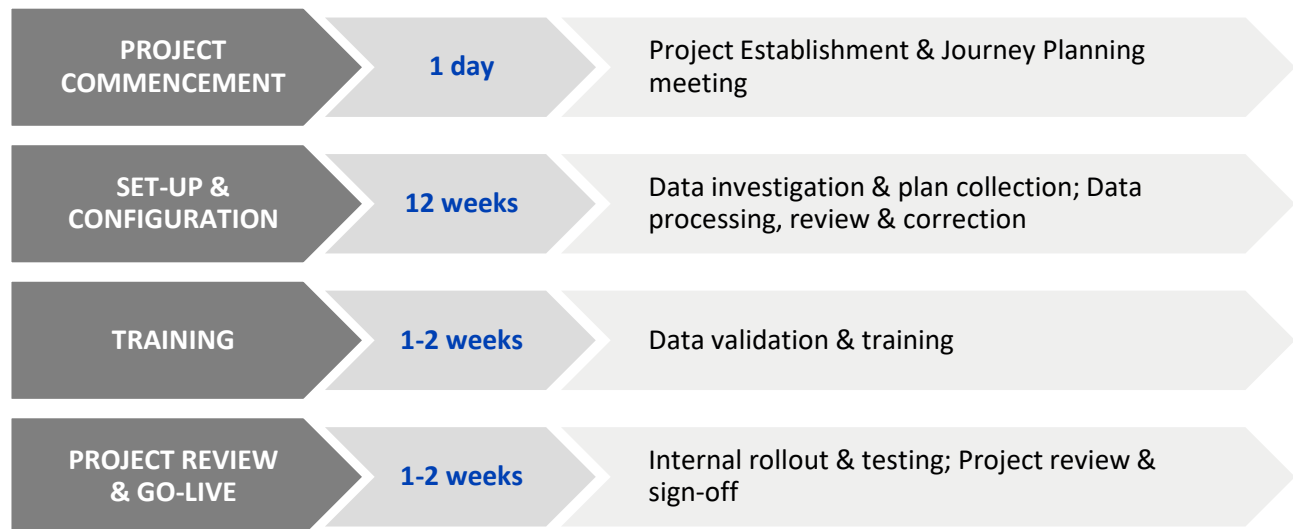 PROJECT
COMMENCEMENT
1 day
Project Establishment & Journey Planning
meeting
SET-UP &
CONFIGURATION
12 weeks
Data investigation & plan collection; Data
processing, review & correction
TRAINING
1-2 weeks
Data validation & training
PROJECT REVIEW
& GO-LIVE
1-2 weeks
Internal rollout & testing; Project review &
sign-off